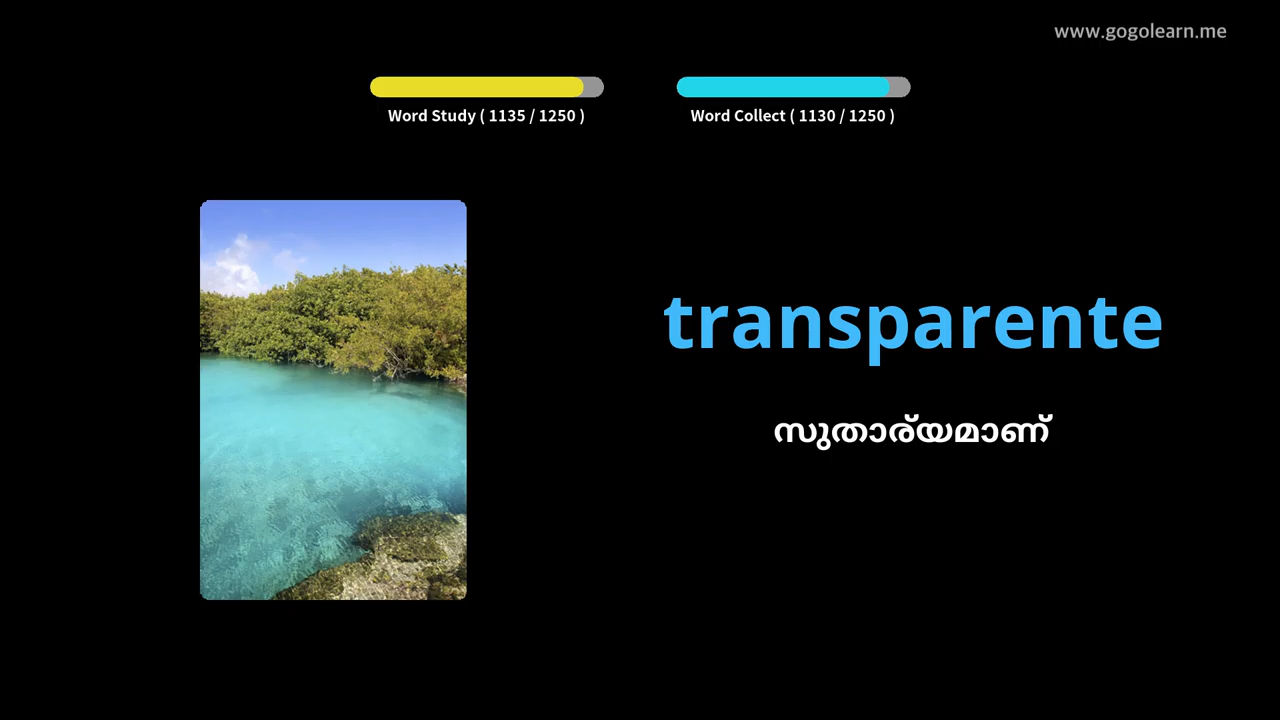 www.gogolearn.me
Word Study ( 1135 / 1250 )
Word Collect ( 1130 / 1250 )
transparente
സുതാര്യമാണ്